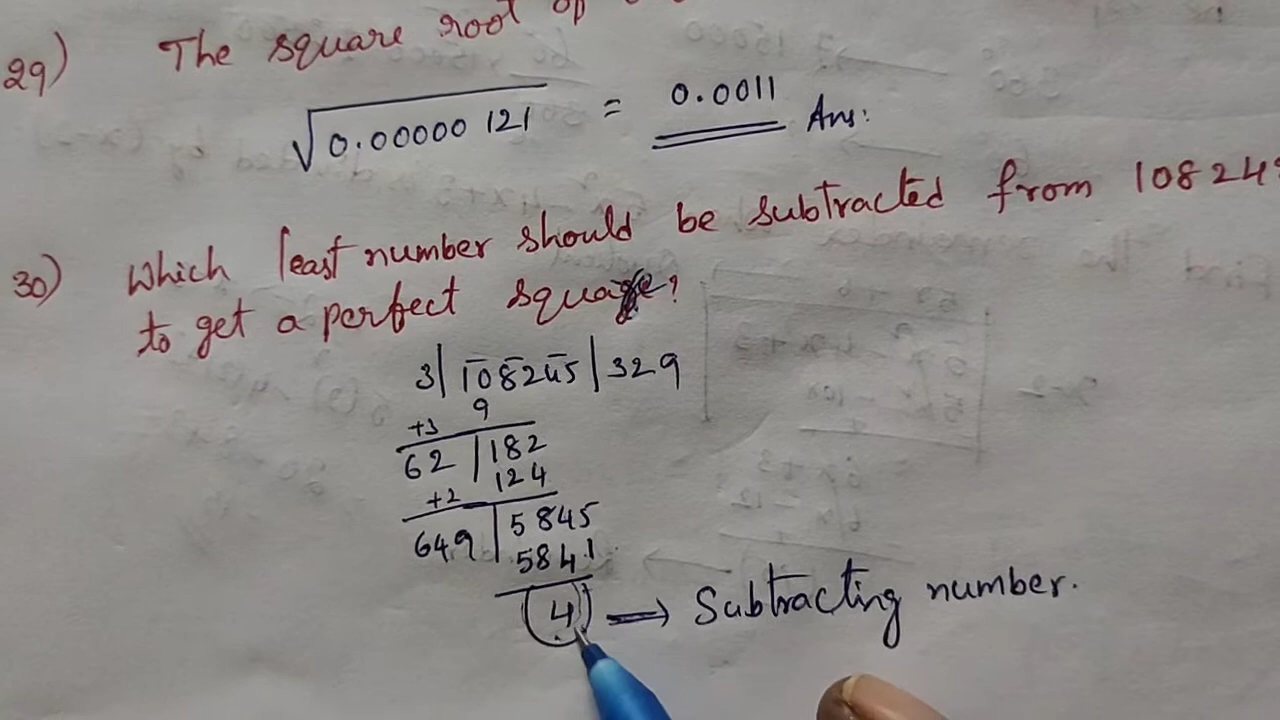 29) The square root of
√0.00000121 = 0.0011 Ans:
30) Which least number should be subtracted from 10824
to get a perfect square?
3 | 108245 | 329
+3 9
62 | 182
+2 124
649 | 5845
5841
4 → Subtracting number.